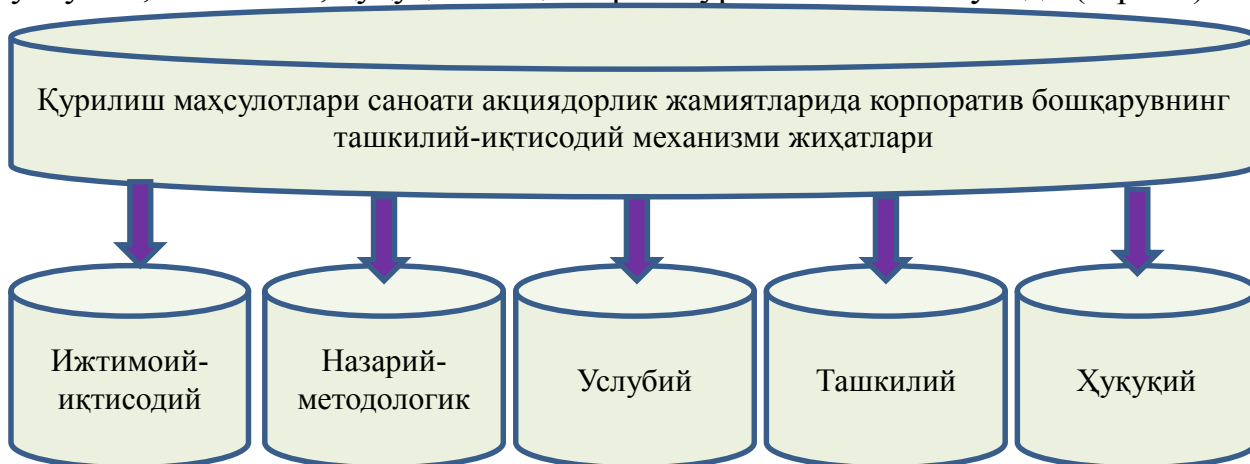 Қурилиш маҳсулотлари саноати акциядорлик жамиятларида корпоратив бошқарувнинг
ташкилий-иқтисодий механизми жиҳатлари
Ижтимоий-
иқтисодий
Назарий-
методологик
Услубий
Ташкилий
Ҳуқуқий